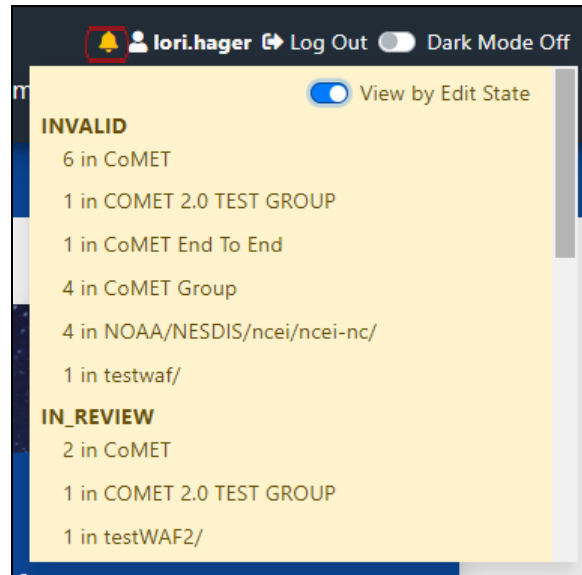 lori.hager Log Out Dark Mode Off
m
View by Edit State
INVALID
6 in CoMET
1 in COMET 2.0 TEST GROUP
1 in CoMET End To End
4 in CoMET Group
4 in NOAA/NESDIS/ncei/ncei-nc/
1 in testwaf/
IN_REVIEW
2 in CoMET
1 in COMET 2.0 TEST GROUP
1 in testWAF2/